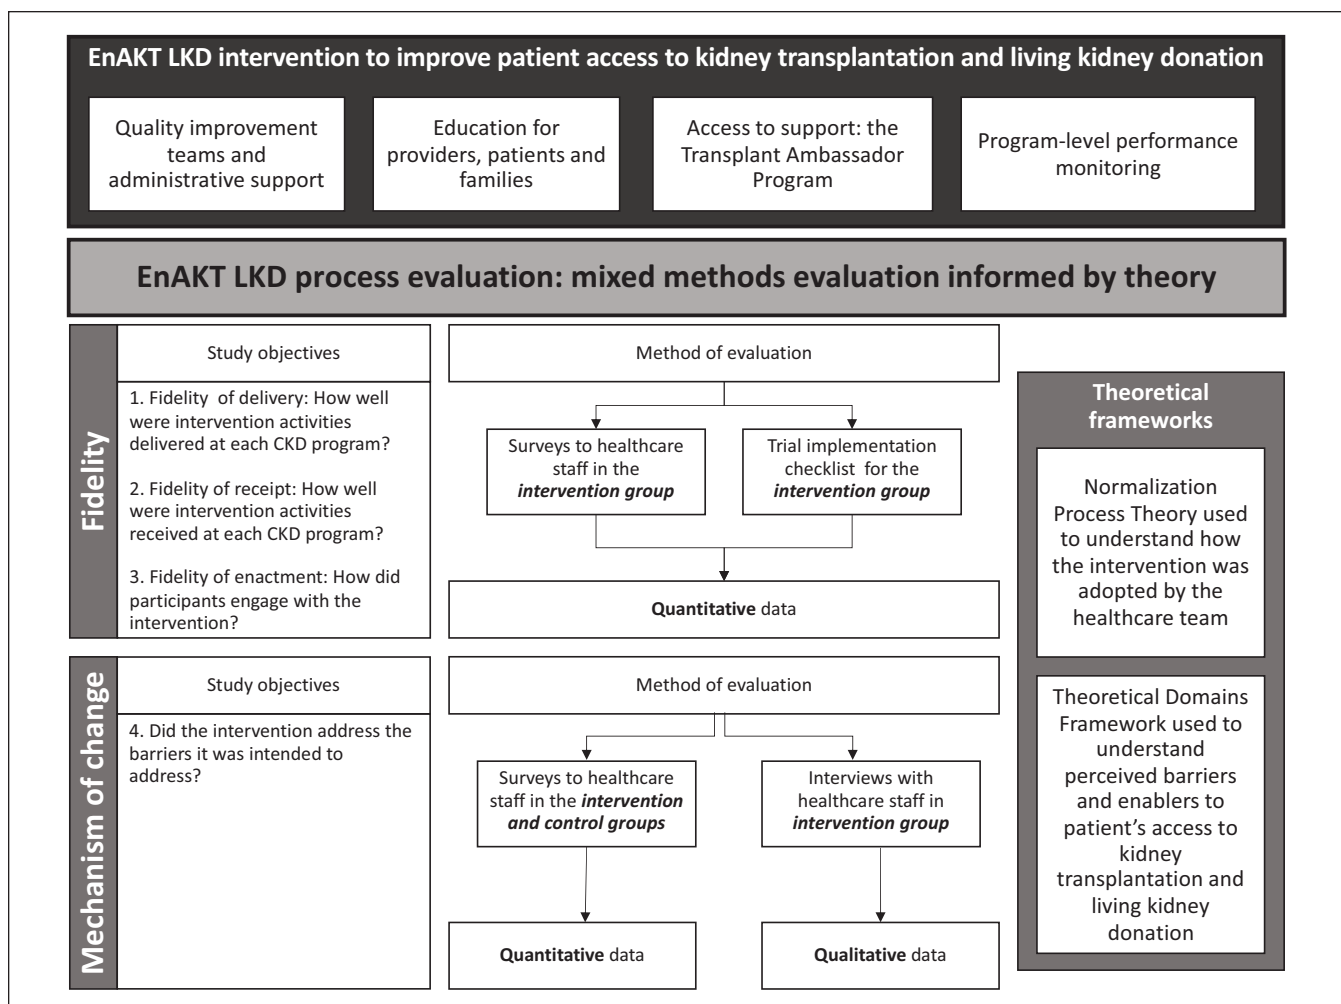 EnAKT LKD intervention to improve patient access to kidney transplantation and living kidney donation
Quality improvement
teams and
administrative support
Education for
providers, patients and
families
Access to support: the
Transplant Ambassador
Program
Program-level performance
monitoring
EnAKT LKD process evaluation: mixed methods evaluation informed by theory
Fidelity
Study objectives
1. Fidelity of delivery: How well
were intervention activities
delivered at each CKD program?
2. Fidelity of receipt: How well
were intervention activities
received at each CKD program?
3. Fidelity of enactment: How did
participants engage with the
intervention?
Method of evaluation
Surveys to healthcare
staff in the
intervention group
Trial implementation
checklist for the
intervention group
Quantitative data
Mechanism of change
Study objectives
4. Did the intervention address the
barriers it was intended to
address?
Method of evaluation
Surveys to healthcare
staff in the intervention
and control groups
Interviews with
healthcare staff in
intervention group
Quantitative data
Qualitative data
Theoretical
frameworks
Normalization
Process Theory used
to understand how
the intervention was
adopted by the
healthcare team
Theoretical Domains
Framework used to
understand
perceived barriers
and enablers to
patient's access to
kidney
transplantation and
living kidney
donation